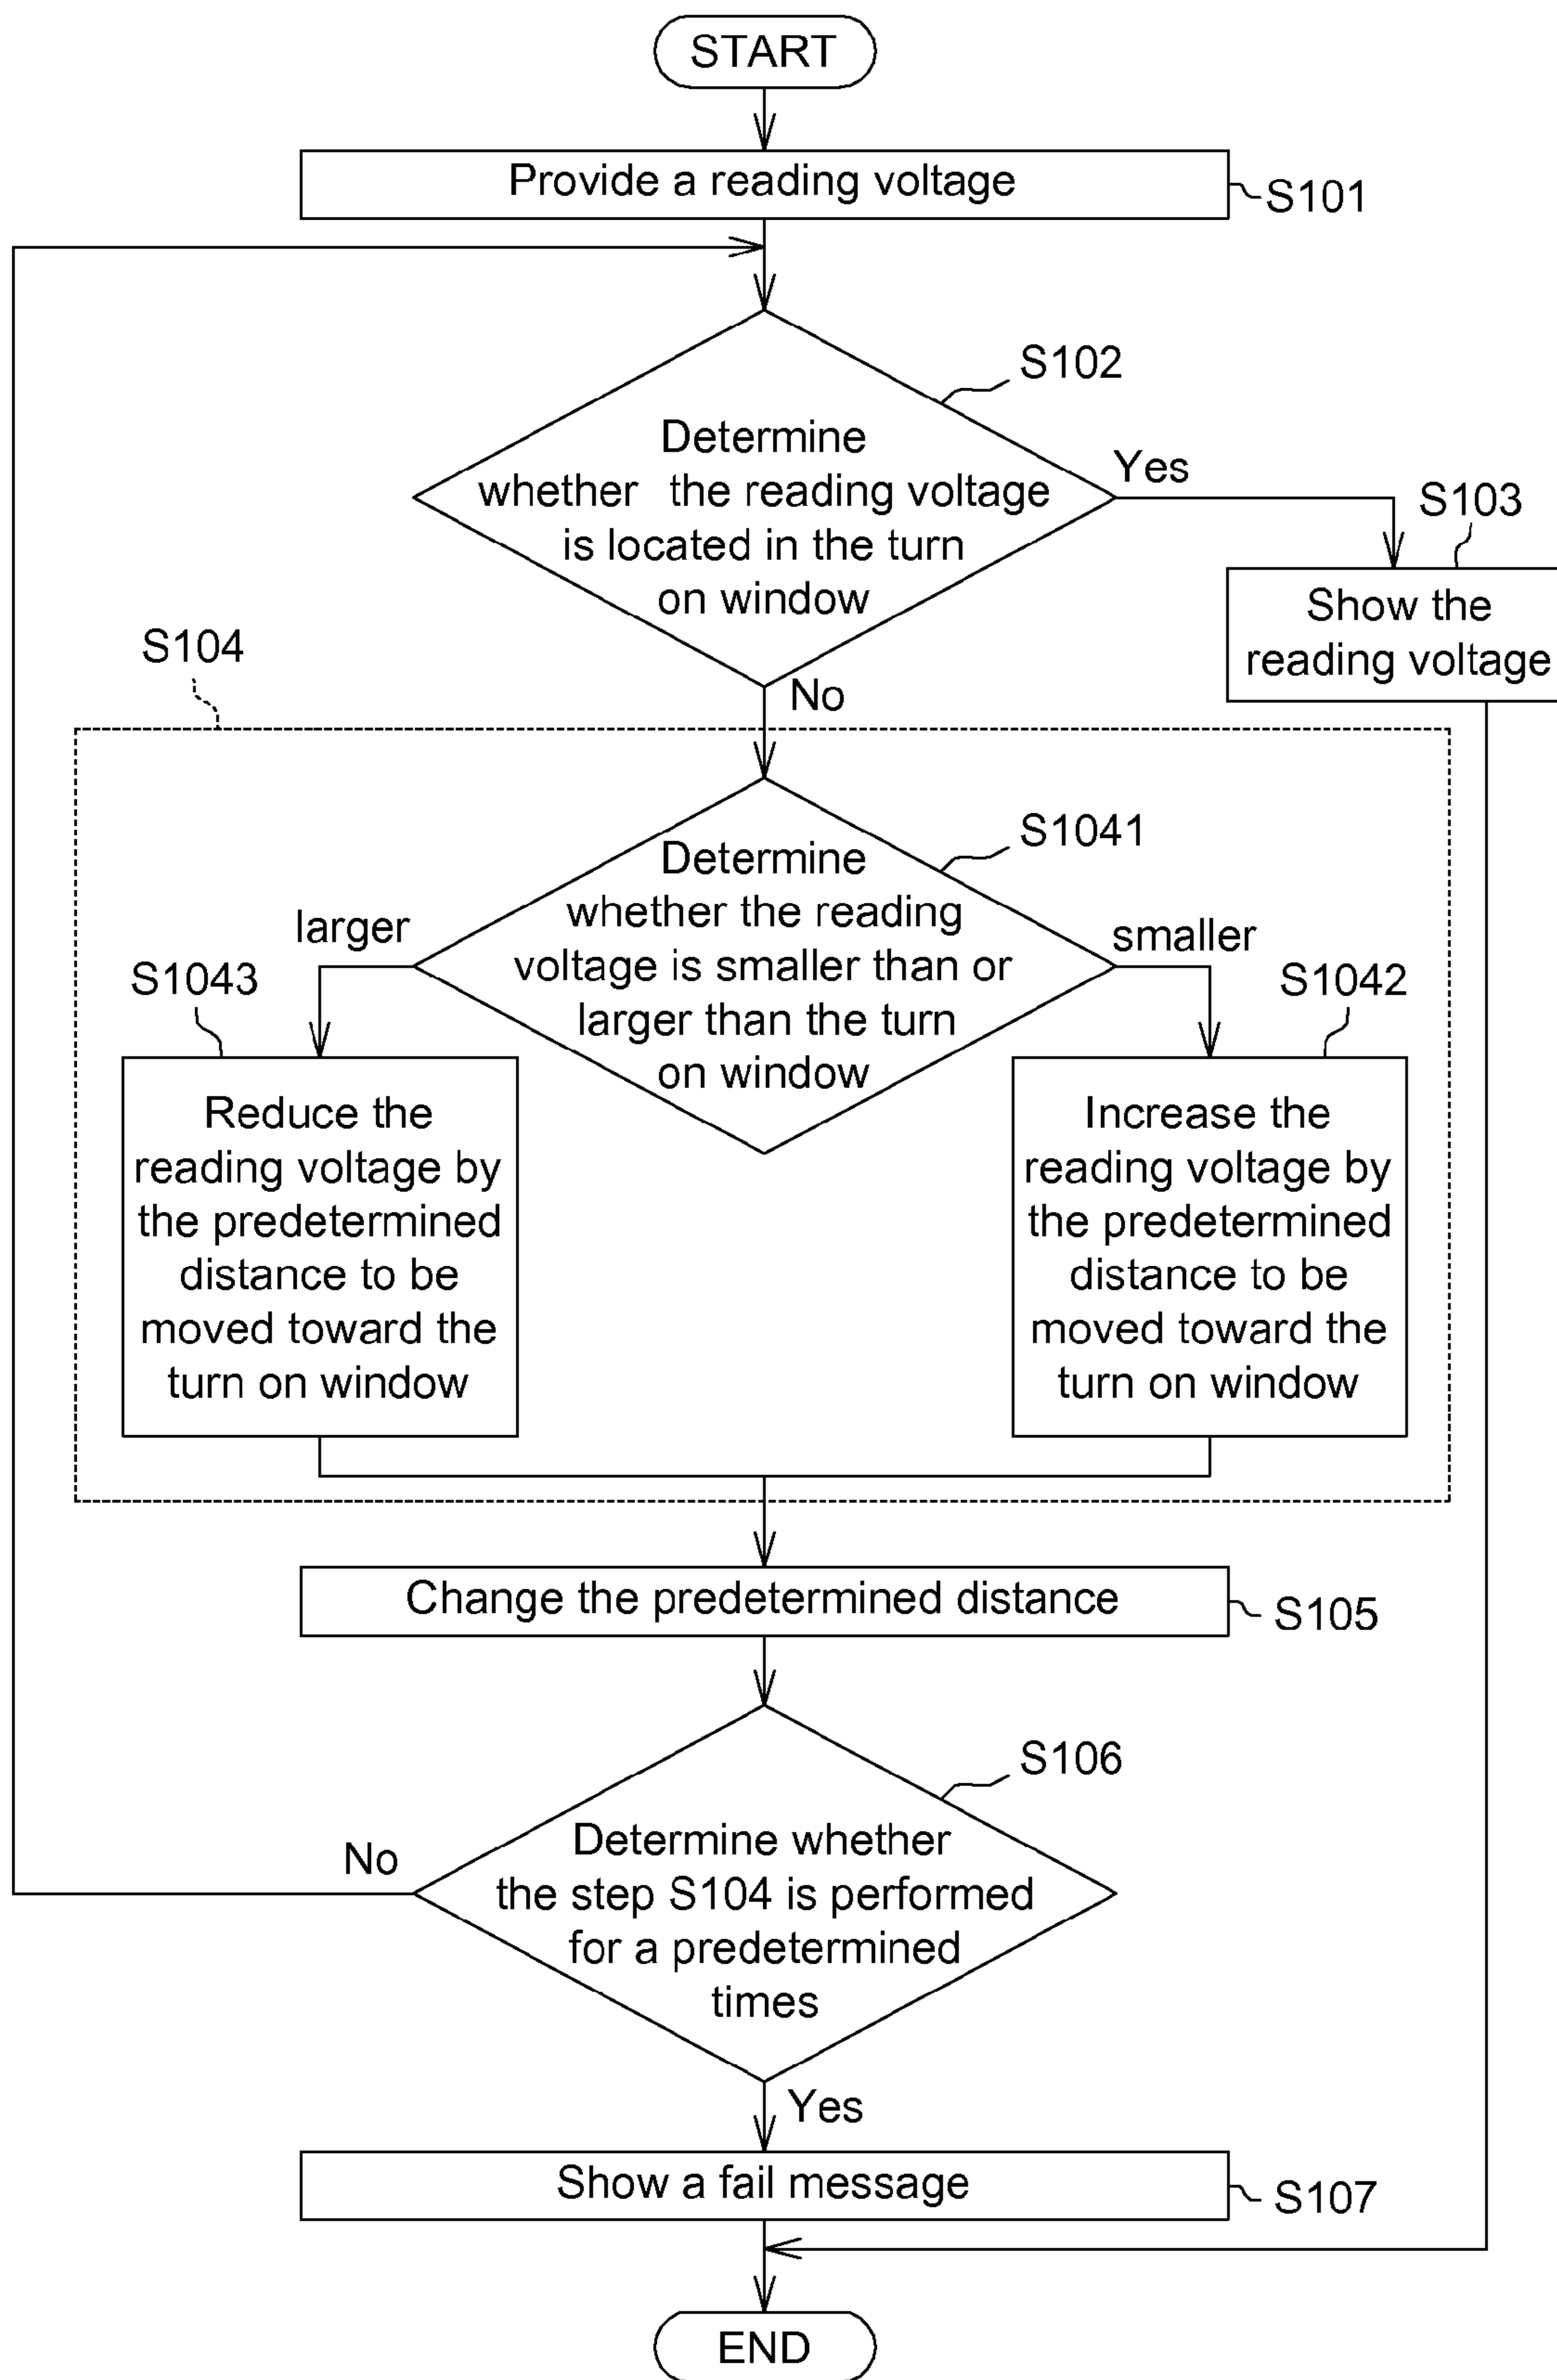 START
Provide a reading voltage
S101
S102
Determine
whether the reading voltage
is located in the turn
on window
Yes
No
S103
Show the
reading voltage
S104
S1041
Determine
whether the reading
voltage is smaller than or
larger than the turn
on window
larger
smaller
S1043
Reduce the
reading voltage by
the predetermined
distance to be
moved toward the
turn on window
S1042
Increase the
reading voltage by
the predetermined
distance to be
moved toward the
turn on window
Change the predetermined distance
S105
S106
Determine whether
the step S104 is performed
for a predetermined
times
No
Yes
Show a fail message
S107
END